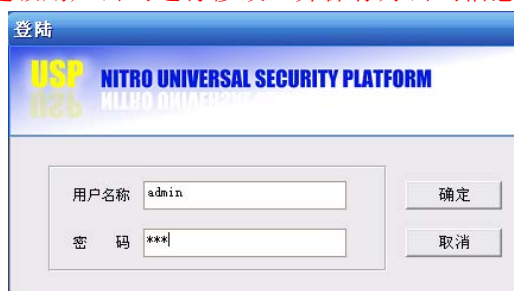 登陆
USP NITRO UNIVERSAL SECURITY PLATFORM
用户名称 admin 确定
密 码 *** 取消